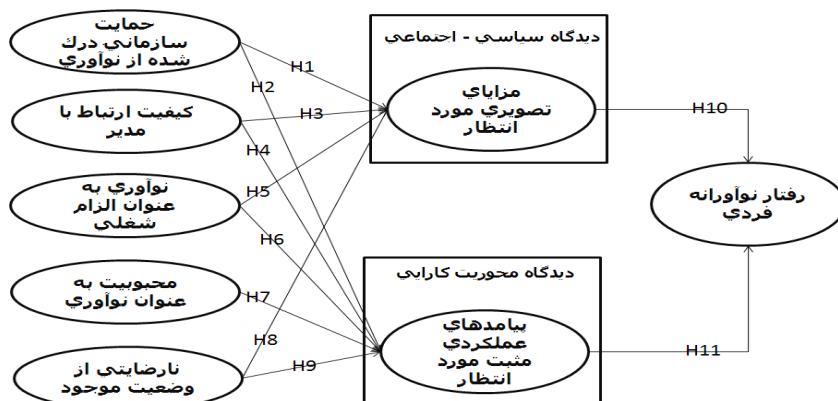 حمايت
سازماني درك
شده از نوآوري
كيفيت ارتباط با
مدير
نوآوري به
عنوان الزام
شغلي
محبوبيت به
عنوان نوآوري
نارضايتي از
وضعيت موجود
H1
H2
H3
H4
H5
H6
H7
H8
H9
ديدگاه سياسي - اجتماعي
مزاياي
تصويري مورد
انتظار
ديدگاه محوريت كارايي
پيامدهاي
عملكردي
مثبت مورد
انتظار
H10
H11
رفتار نوآورانه
فردي